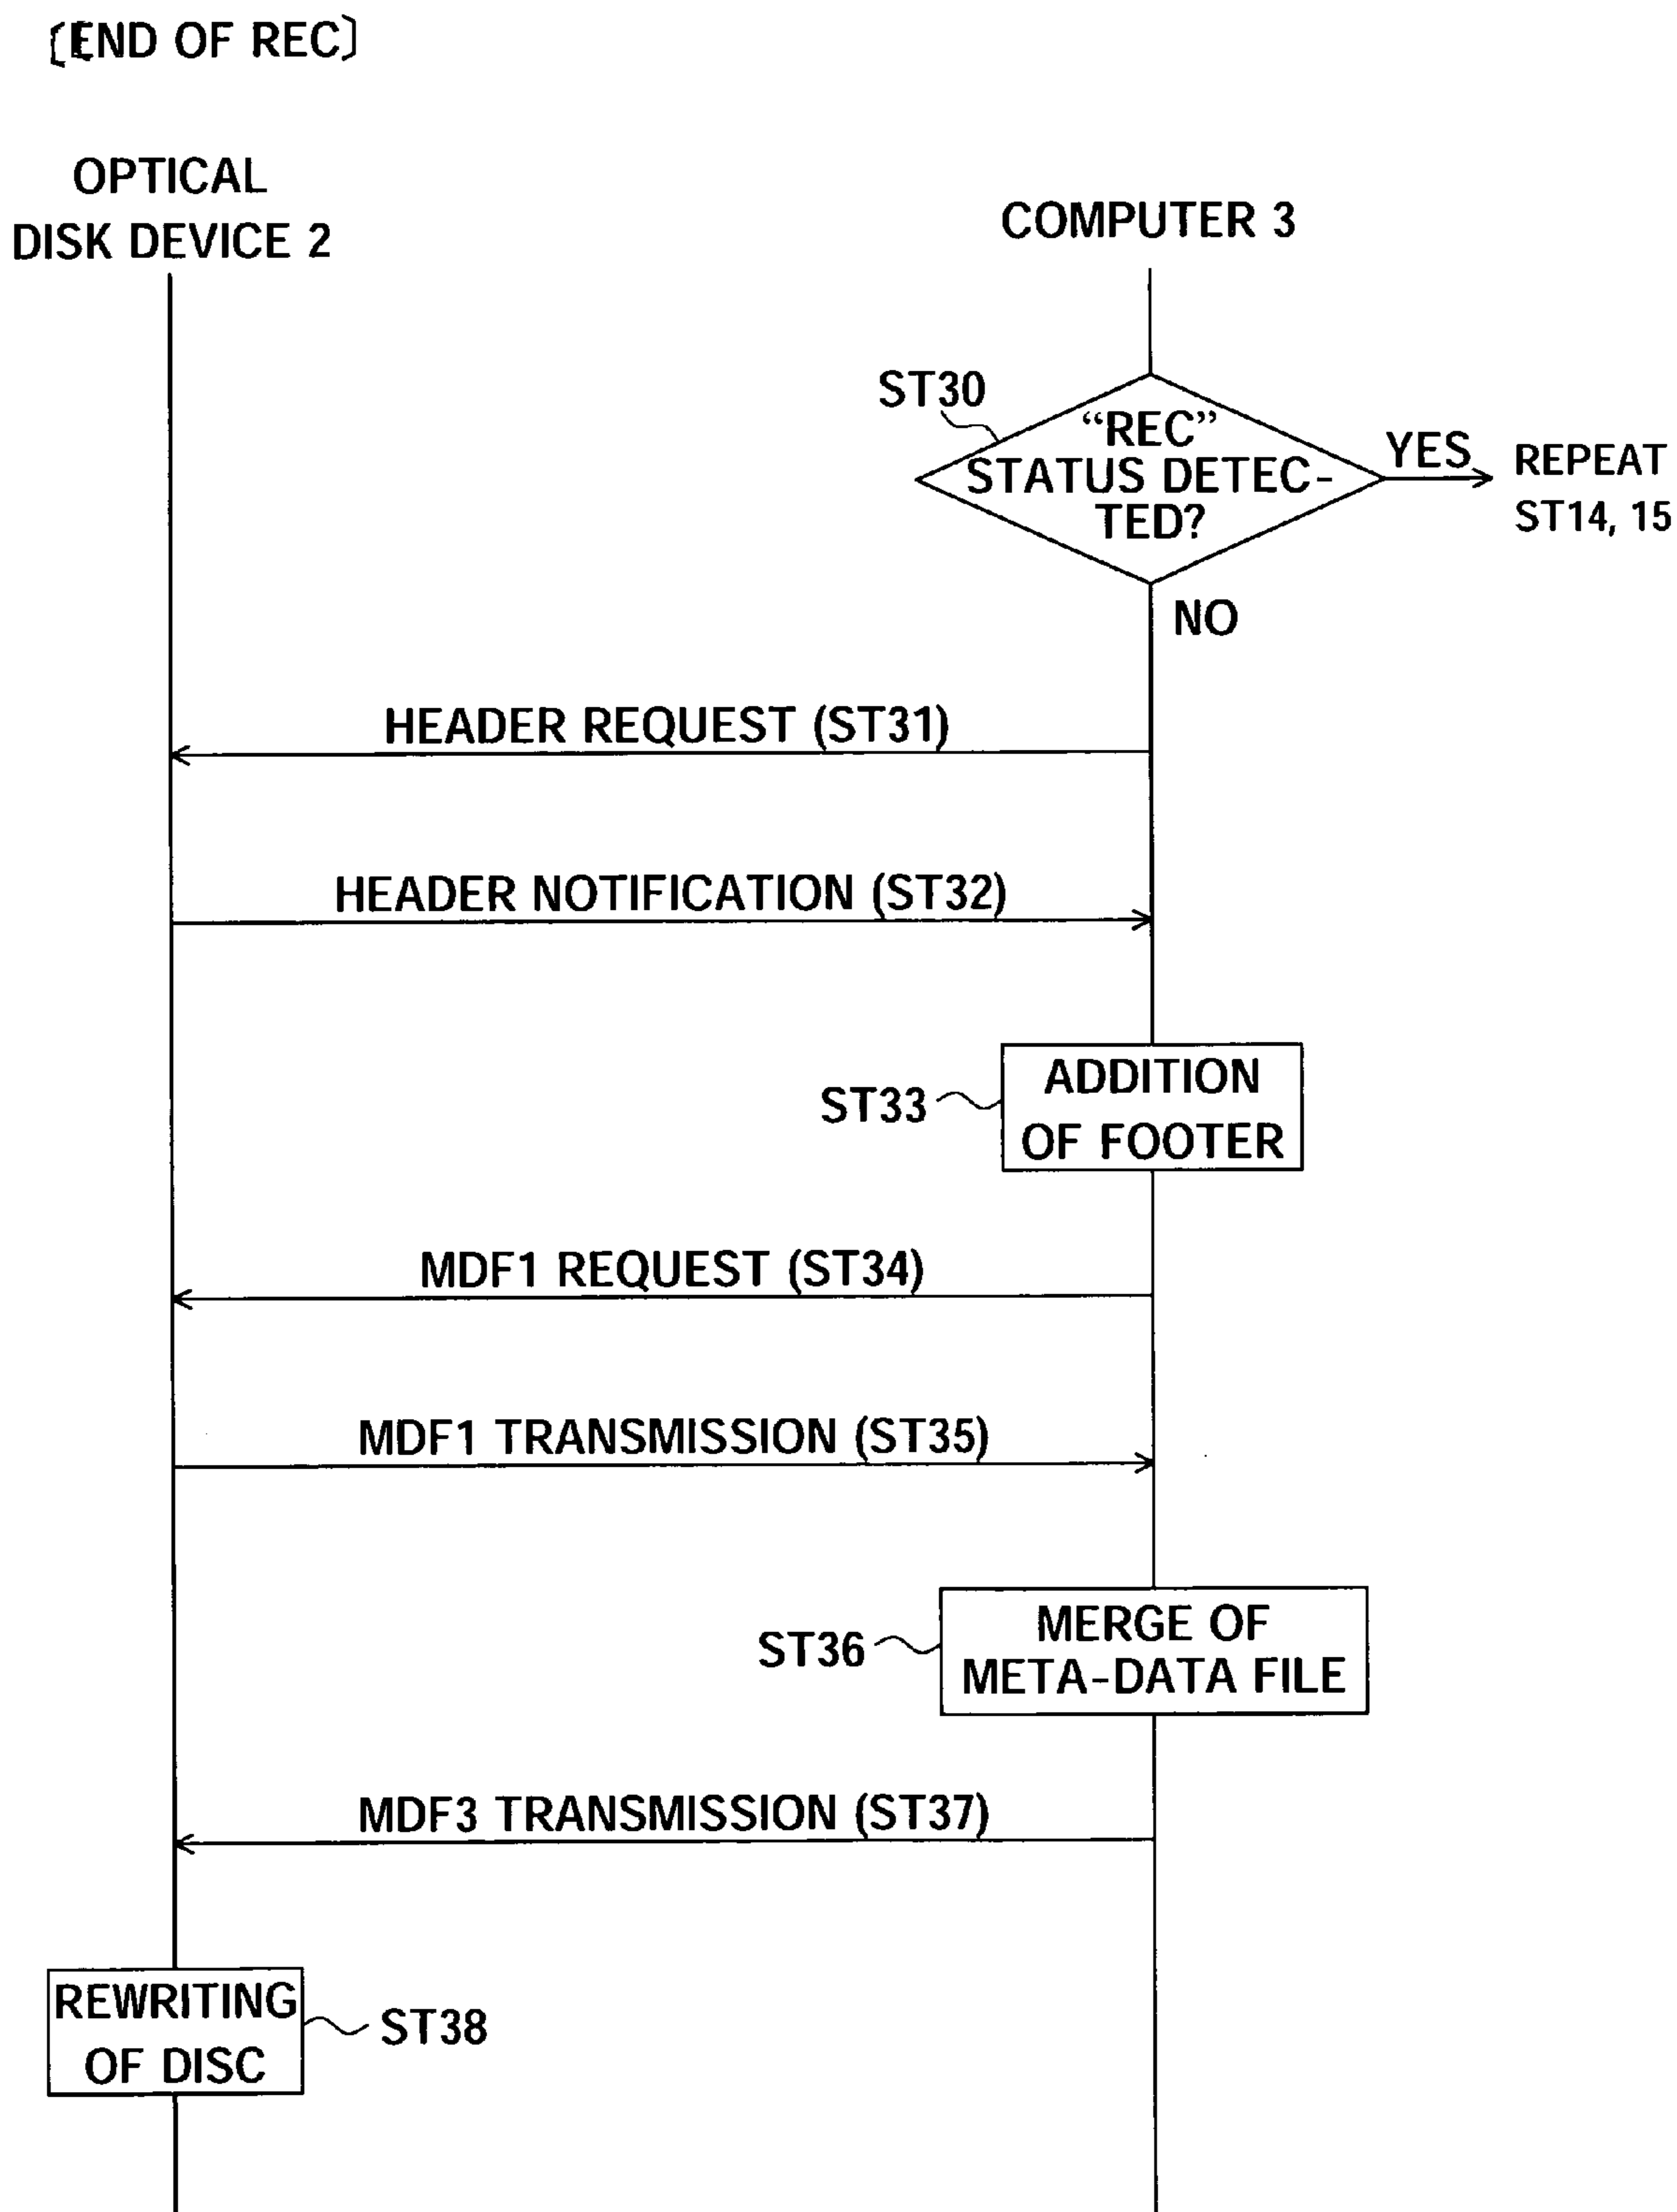 [END OF REC]
OPTICAL
DISK DEVICE 2
COMPUTER 3
ST30
“REC”
STATUS DETEC-
TED?
YES
REPEAT
ST14, 15
NO
HEADER REQUEST (ST31)
HEADER NOTIFICATION (ST32)
ST33
ADDITION
OF FOOTER
MDF1 REQUEST (ST34)
MDF1 TRANSMISSION (ST35)
ST36
MERGE OF
META-DATA FILE
MDF3 TRANSMISSION (ST37)
REWRITING
OF DISC
ST38